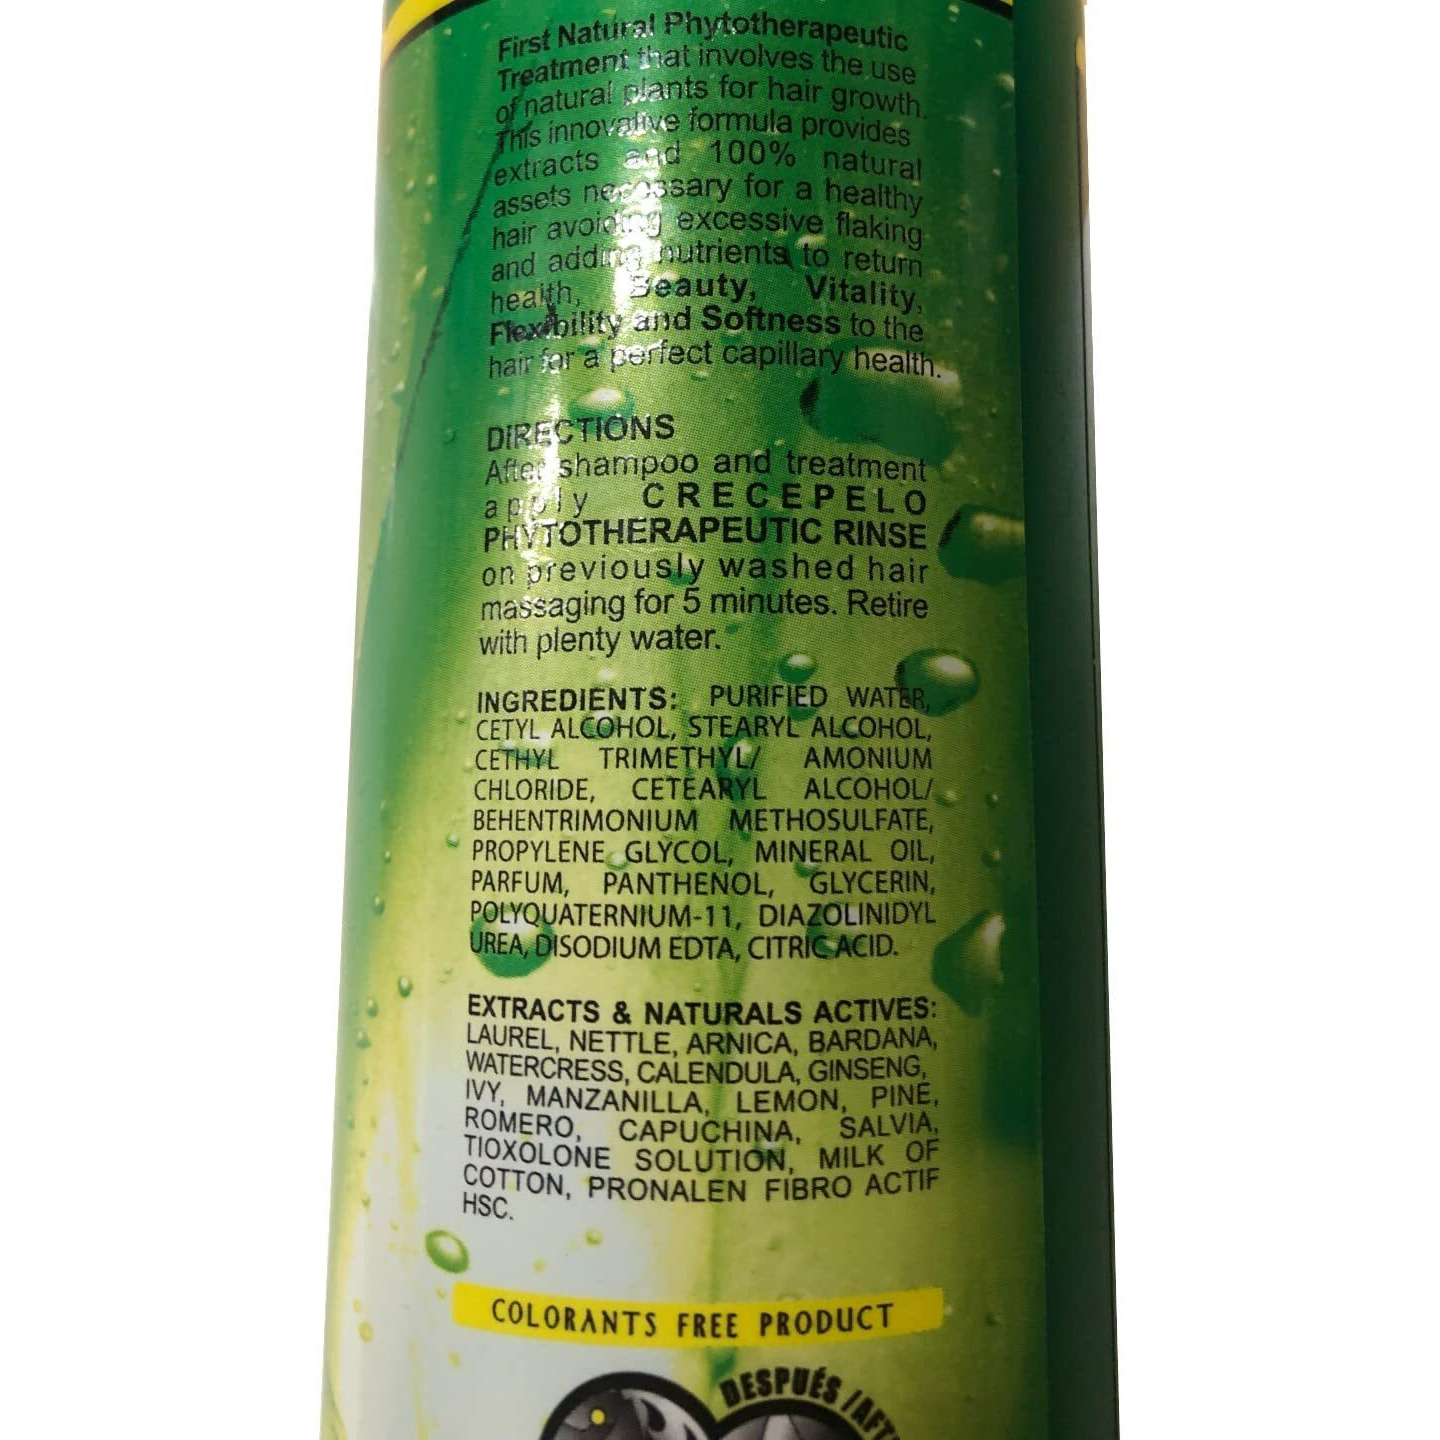 First Natural Phytotherapeutic
Treatment that involves the use
of natural plants for hair growth.
This innovative formula provides
extracts and 100% natural
assets necessary for a healthy
hair avoiding excessive flaking
and adding nutrients to return
health, Beauty, Vitality,
Flexibility and Softness to the
hair for a perfect capillary health.
DIRECTIONS
After shampoo and treatment
apply CRECEPELO
PHYTOTHERAPEUTIC RINSE
on previously washed hair
massaging for 5 minutes. Retire
with plenty water.
INGREDIENTS: PURIFIED WATER,
CETYL ALCOHOL, STEARYL ALCOHOL,
CETHYL TRIMETHYL/ AMONIUM
CHLORIDE, CETEARYL ALCOHOL/
BEHENTRIMONIUM METHOSULFATE,
PROPYLENE GLYCOL, MINERAL OIL,
PARFUM, PANTHENOL, GLYCERIN,
POLYQUATERNIUM-11, DIAZOLINIDYL
UREA, DISODIUM EDTA, CITRIC ACID.
EXTRACTS & NATURALS ACTIVES:
LAUREL, NETTLE, ARNICA, BARDANA,
WATERCRESS, CALENDULA, GINSENG,
IVY, MANZANILLA, LEMON, PINE,
ROMERO, CAPUCHINA, SALVIA,
TIOXOLONE SOLUTION, MILK OF
COTTON, PRONALEN FIBRO ACTIF
HSC.
COLORANTS FREE PRODUCT
DESPUÉS /AFT